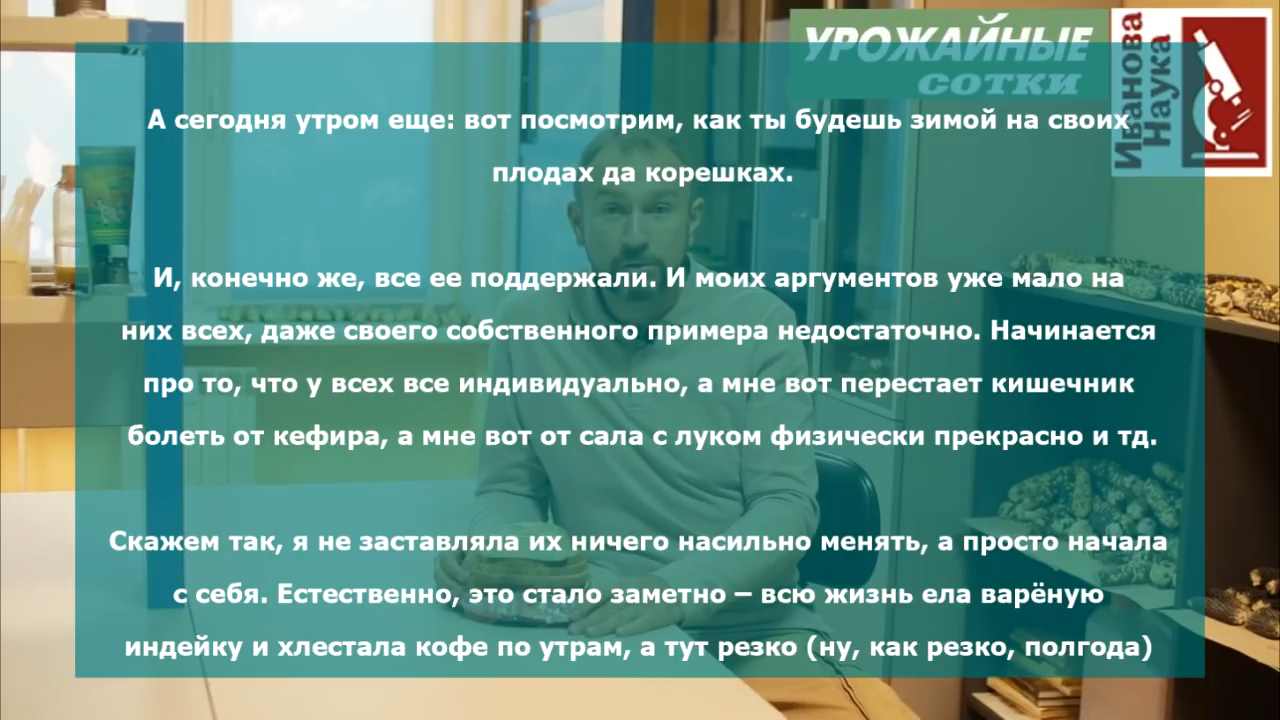 УРОЖАЙНЫЕ
СОТКИ
Иванова
Наука
А сегодня утром еще: вот посмотрим, как ты будешь зимой на своих
плодах да корешках.
И, конечно же, все ее поддержали. И моих аргументов уже мало на
них всех, даже своего собственного примера недостаточно. Начинается
про то, что у всех все индивидуально, а мне вот перестает кишечник
болеть от кефира, а мне вот от сала с луком физически прекрасно и тд.
Скажем так, я не заставляла их ничего насильно менять, а просто начала
с себя. Естественно, это стало заметно – всю жизнь ела варёную
индейку и хлестала кофе по утрам, а тут резко (ну, как резко, полгода)